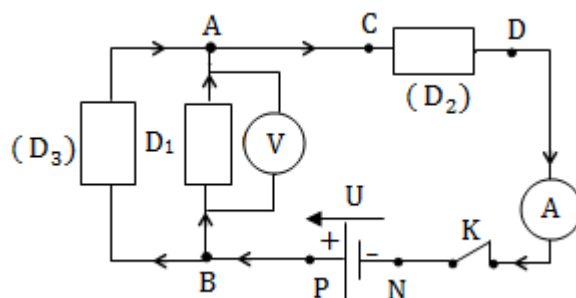 A C D
(D₂)
(D₃) D₁ V
U A
+ – K
B P N